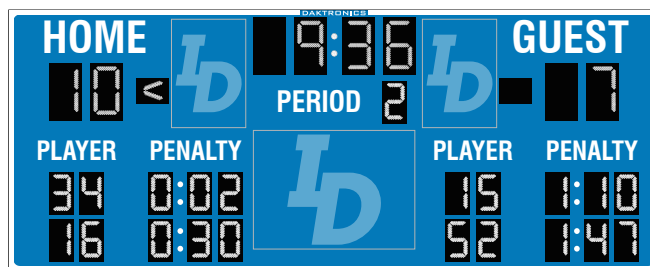 DAKTRONICS
HOME 9:36 GUEST
10 < ID ID 7
PERIOD 2
PLAYER PENALTY ID PLAYER PENALTY
34 0:02 15 1:10
16 0:30 52 1:47